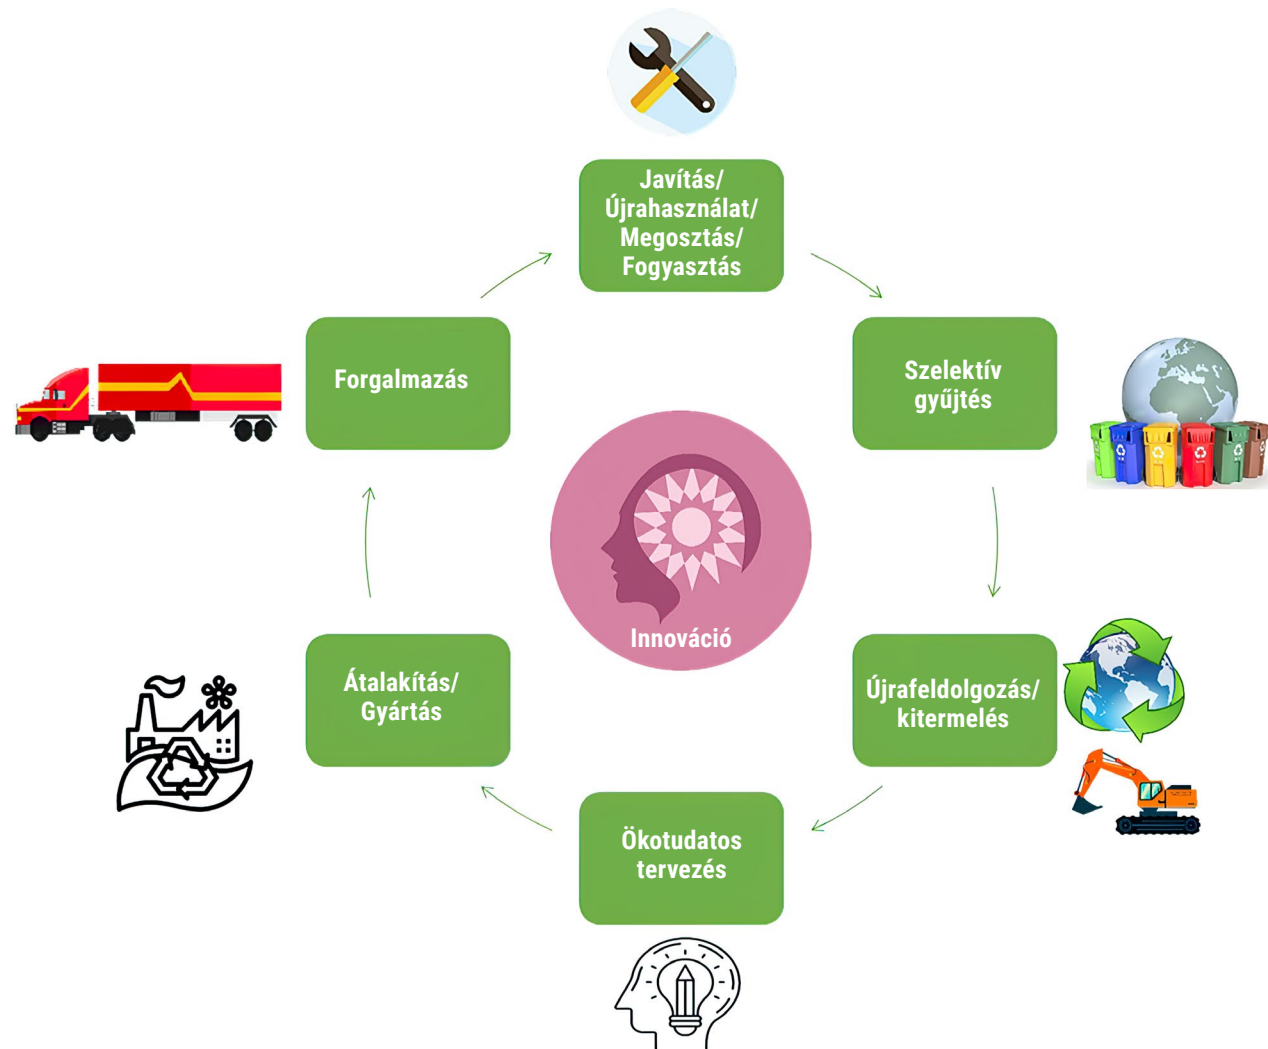 Javítás/
Újrahasználat/
Megosztás/
Fogyasztás
Forgalmazás
Szelektív
gyűjtés
Innováció
Átalakítás/
Gyártás
Újrafeldolgozás/
kitermelés
Ökotudatos
tervezés